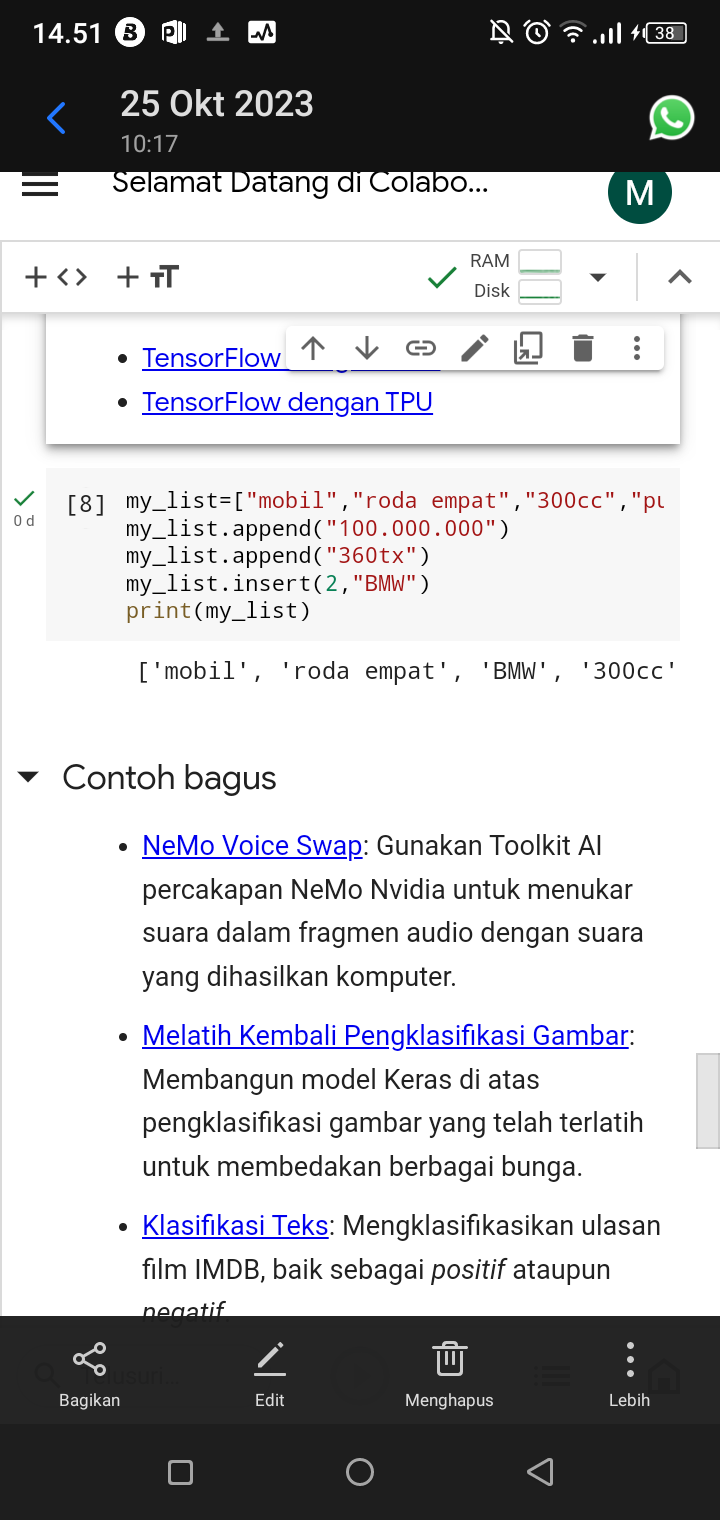 14.51
38
25 Okt 2023
10:17
Selamat Datang di Colabo...
M
RAM
Disk
TensorFlow
TensorFlow dengan TPU
[8] my_list=["mobil","roda empat","300cc","pu
0 d
my_list.append("100.000.000")
my_list.append("360tx")
my_list.insert(2,"BMW")
print(my_list)
['mobil', 'roda empat', 'BMW', '300cc'
Contoh bagus
NeMo Voice Swap: Gunakan Toolkit AI
percakapan NeMo Nvidia untuk menukar
suara dalam fragmen audio dengan suara
yang dihasilkan komputer.
Melatih Kembali Pengklasifikasi Gambar:
Membangun model Keras di atas
pengklasifikasi gambar yang telah terlatih
untuk membedakan berbagai bunga.
Klasifikasi Teks: Mengklasifikasikan ulasan
film IMDB, baik sebagai positif ataupun
negatif.
Bagikan
Edit
Menghapus
Lebih